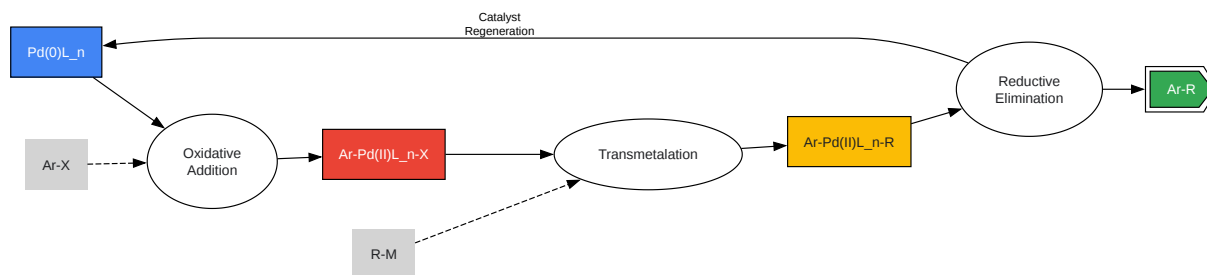 Catalyst
Regeneration
Pd(0)L_n
Reductive
Elimination
Ar-R
Ar-X
Oxidative
Addition
Ar-Pd(II)L_n-X
Transmetalation
Ar-Pd(II)L_n-R
R-M